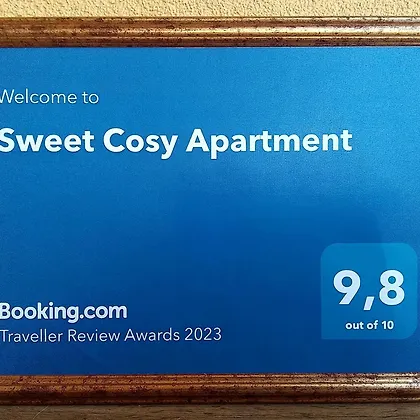 Welcome to
Sweet Cosy Apartment
9,8
out of 10
Booking.com
Traveller Review Awards 2023